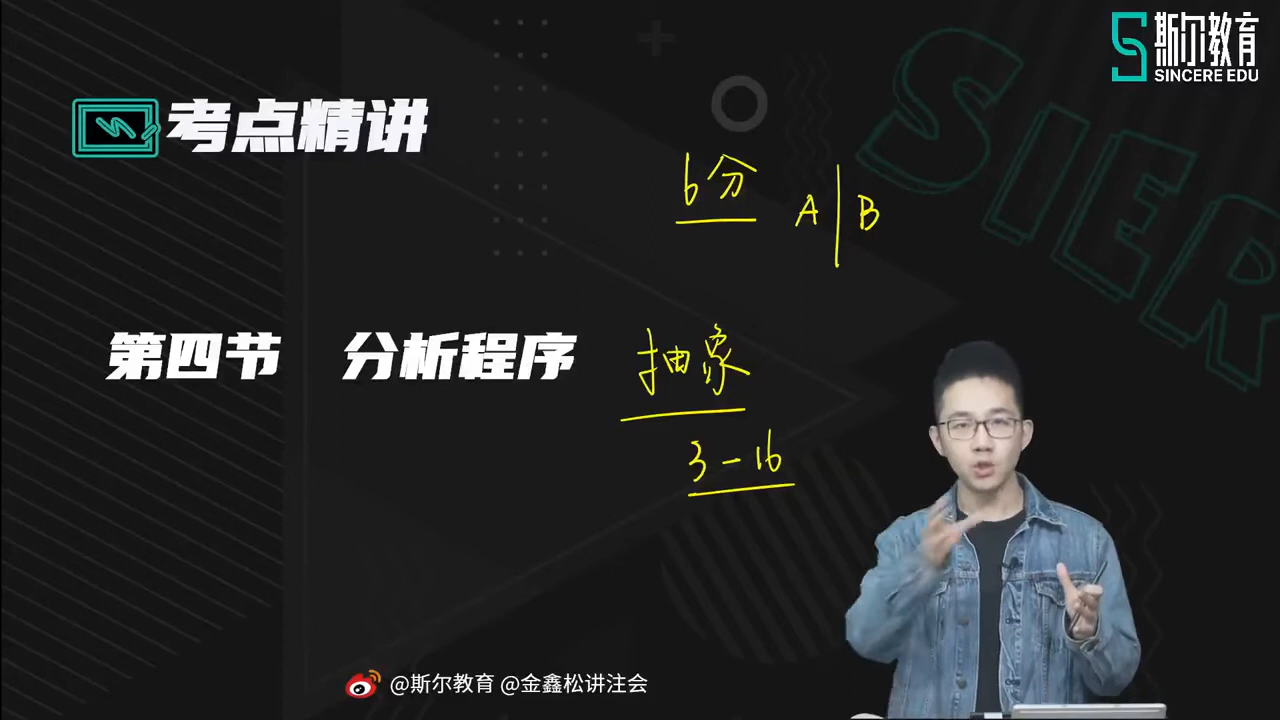 斯尔教育
SINCERE EDU
考点精讲
6分 A|B
第四节 分析程序
抽象
3-16
SIER
@斯尔教育 @金鑫松讲注会